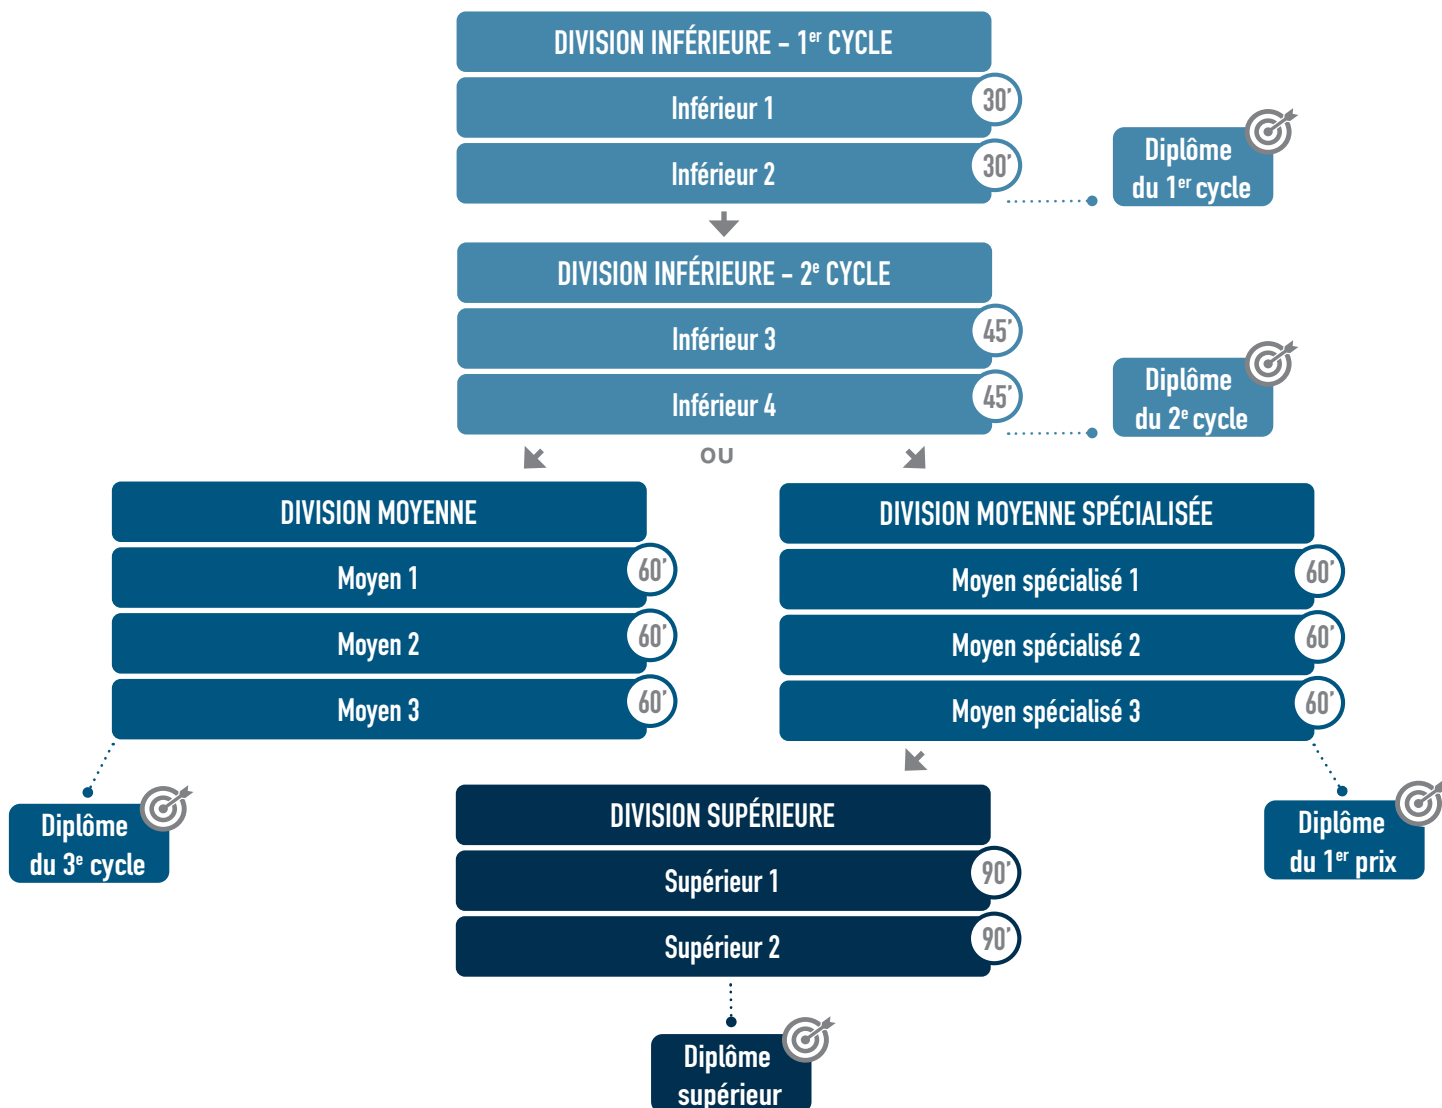 DIVISION INFÉRIEURE – 1er CYCLE
Inférieur 1
30’
Inférieur 2
30’
Diplôme
du 1er cycle
DIVISION INFÉRIEURE – 2e CYCLE
Inférieur 3
45’
Inférieur 4
45’
Diplôme
du 2e cycle
OU
DIVISION MOYENNE
Moyen 1
60’
Moyen 2
60’
Moyen 3
60’
Diplôme
du 3e cycle
DIVISION MOYENNE SPÉCIALISÉE
Moyen spécialisé 1
60’
Moyen spécialisé 2
60’
Moyen spécialisé 3
60’
Diplôme
du 1er prix
DIVISION SUPÉRIEURE
Supérieur 1
90’
Supérieur 2
90’
Diplôme
supérieur